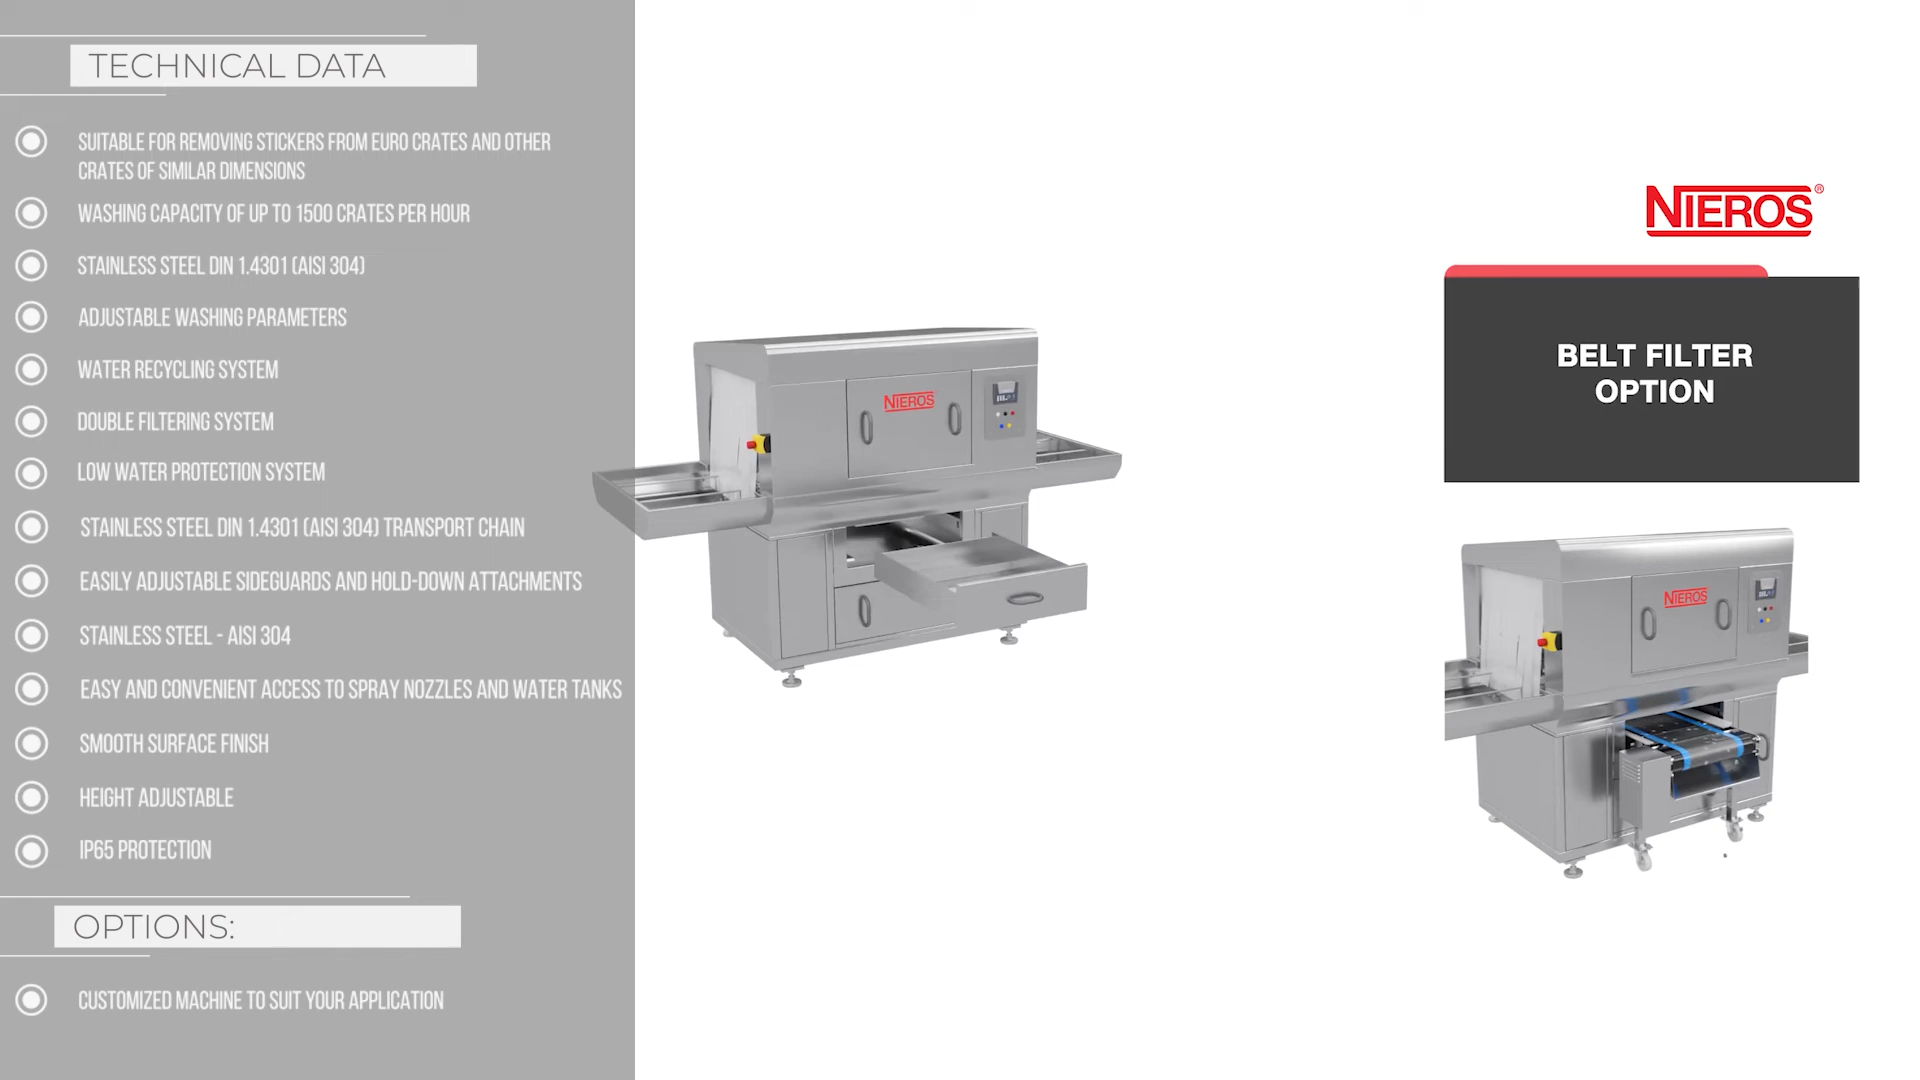 TECHNICAL DATA
SUITABLE FOR REMOVING STICKERS FROM EURO CRATES AND OTHER
CRATES OF SIMILAR DIMENSIONS
WASHING CAPACITY OF UP TO 1500 CRATES PER HOUR
STAINLESS STEEL DIN 1.4301 (AISI 304)
ADJUSTABLE WASHING PARAMETERS
WATER RECYCLING SYSTEM
DOUBLE FILTERING SYSTEM
LOW WATER PROTECTION SYSTEM
STAINLESS STEEL DIN 1.4301 (AISI 304) TRANSPORT CHAIN
EASILY ADJUSTABLE SIDEGUARDS AND HOLD-DOWN ATTACHMENTS
STAINLESS STEEL - AISI 304
EASY AND CONVENIENT ACCESS TO SPRAY NOZZLES AND WATER TANKS
SMOOTH SURFACE FINISH
HEIGHT ADJUSTABLE
IP65 PROTECTION
OPTIONS:
CUSTOMIZED MACHINE TO SUIT YOUR APPLICATION
NIEROS
NIEROS®
BELT FILTER
OPTION
NIEROS